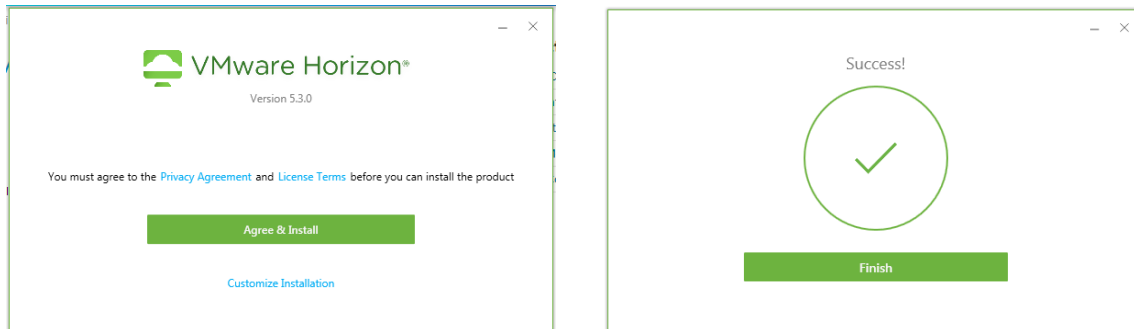 VMware Horizon®
Version 5.3.0
You must agree to the Privacy Agreement and License Terms before you can install the product
Agree & Install
Customize Installation
Success!
Finish